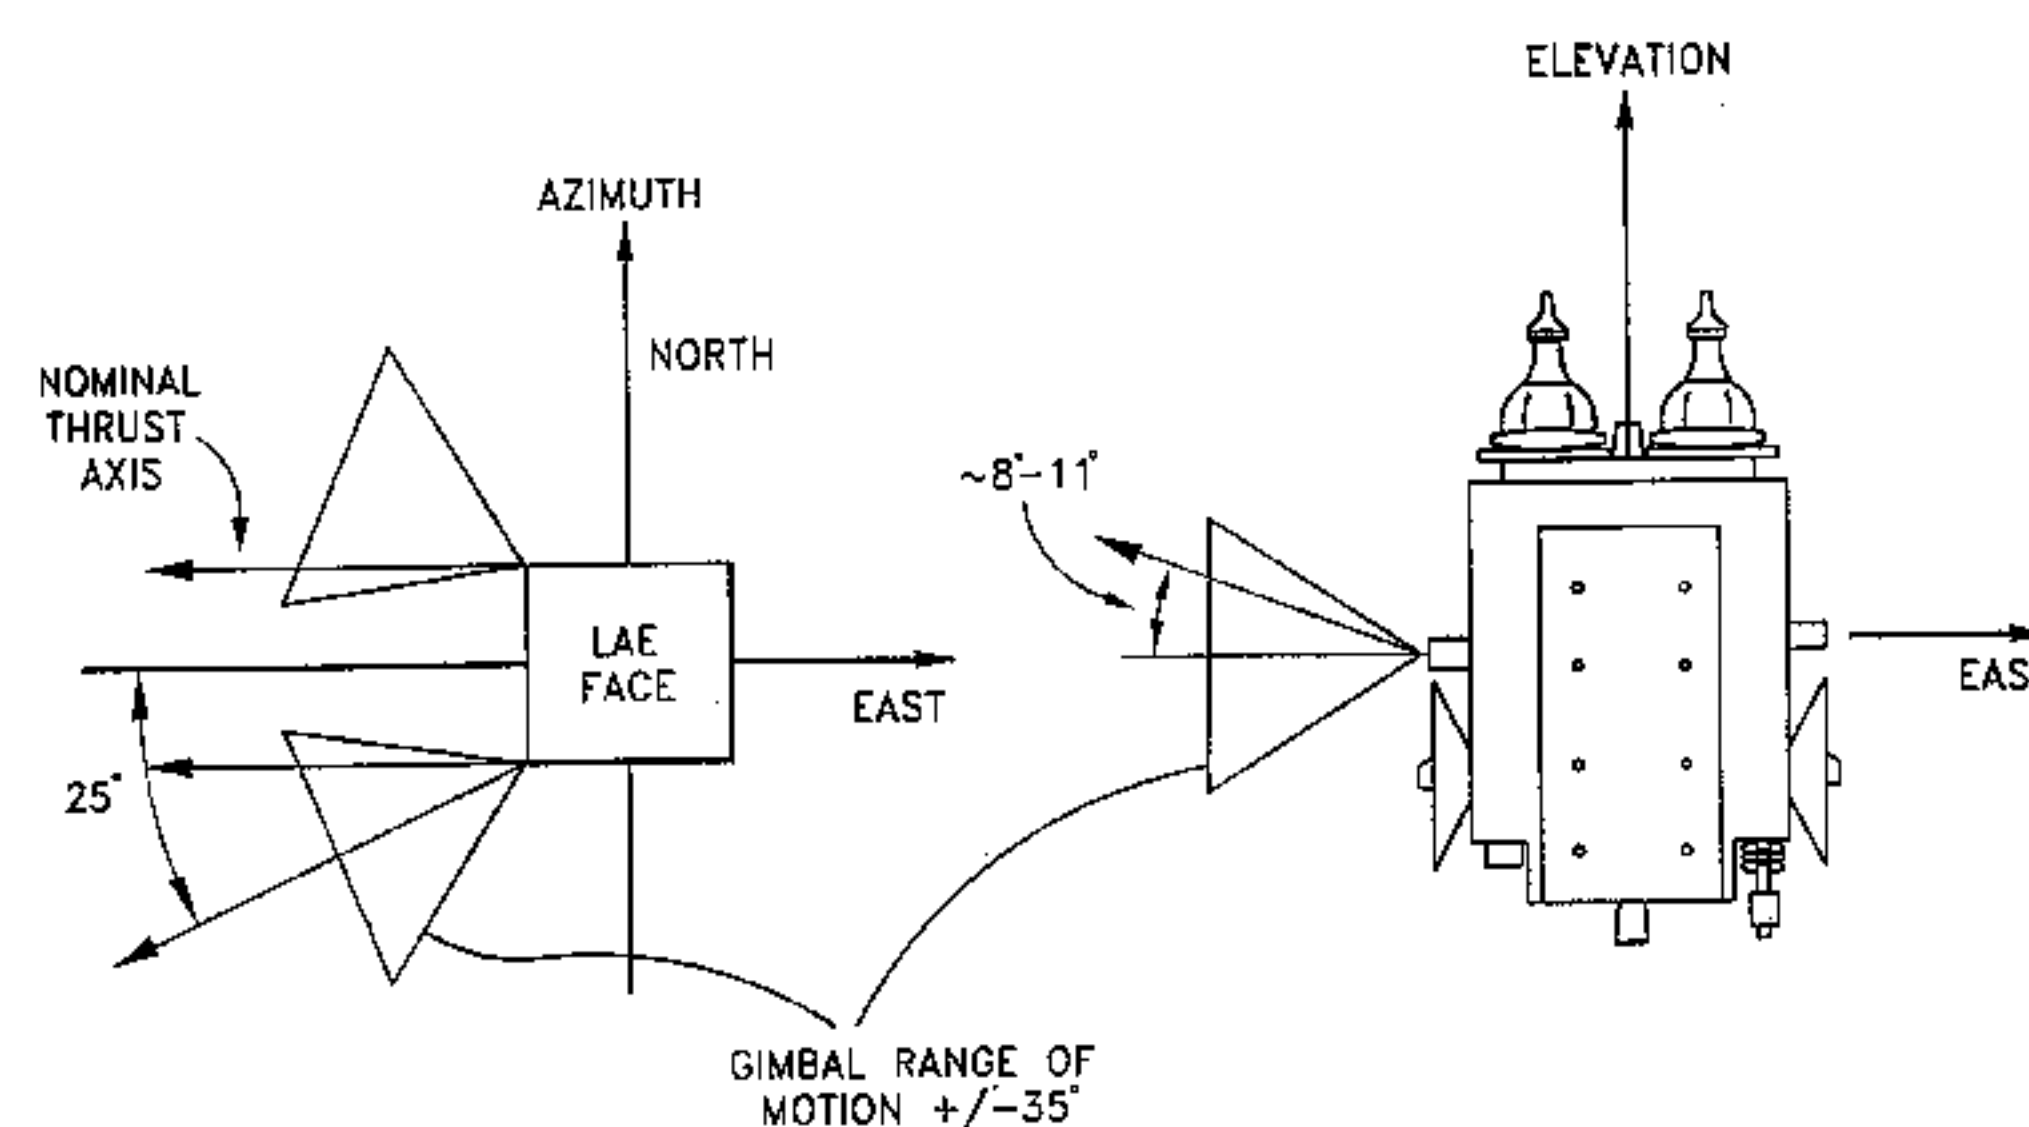 ELEVATION
AZIMUTH
NORTH
NOMINAL
THRUST
AXIS
~8°-11°
LAE
FACE
EAST
EAS
25°
GIMBAL RANGE OF
MOTION +/-35°